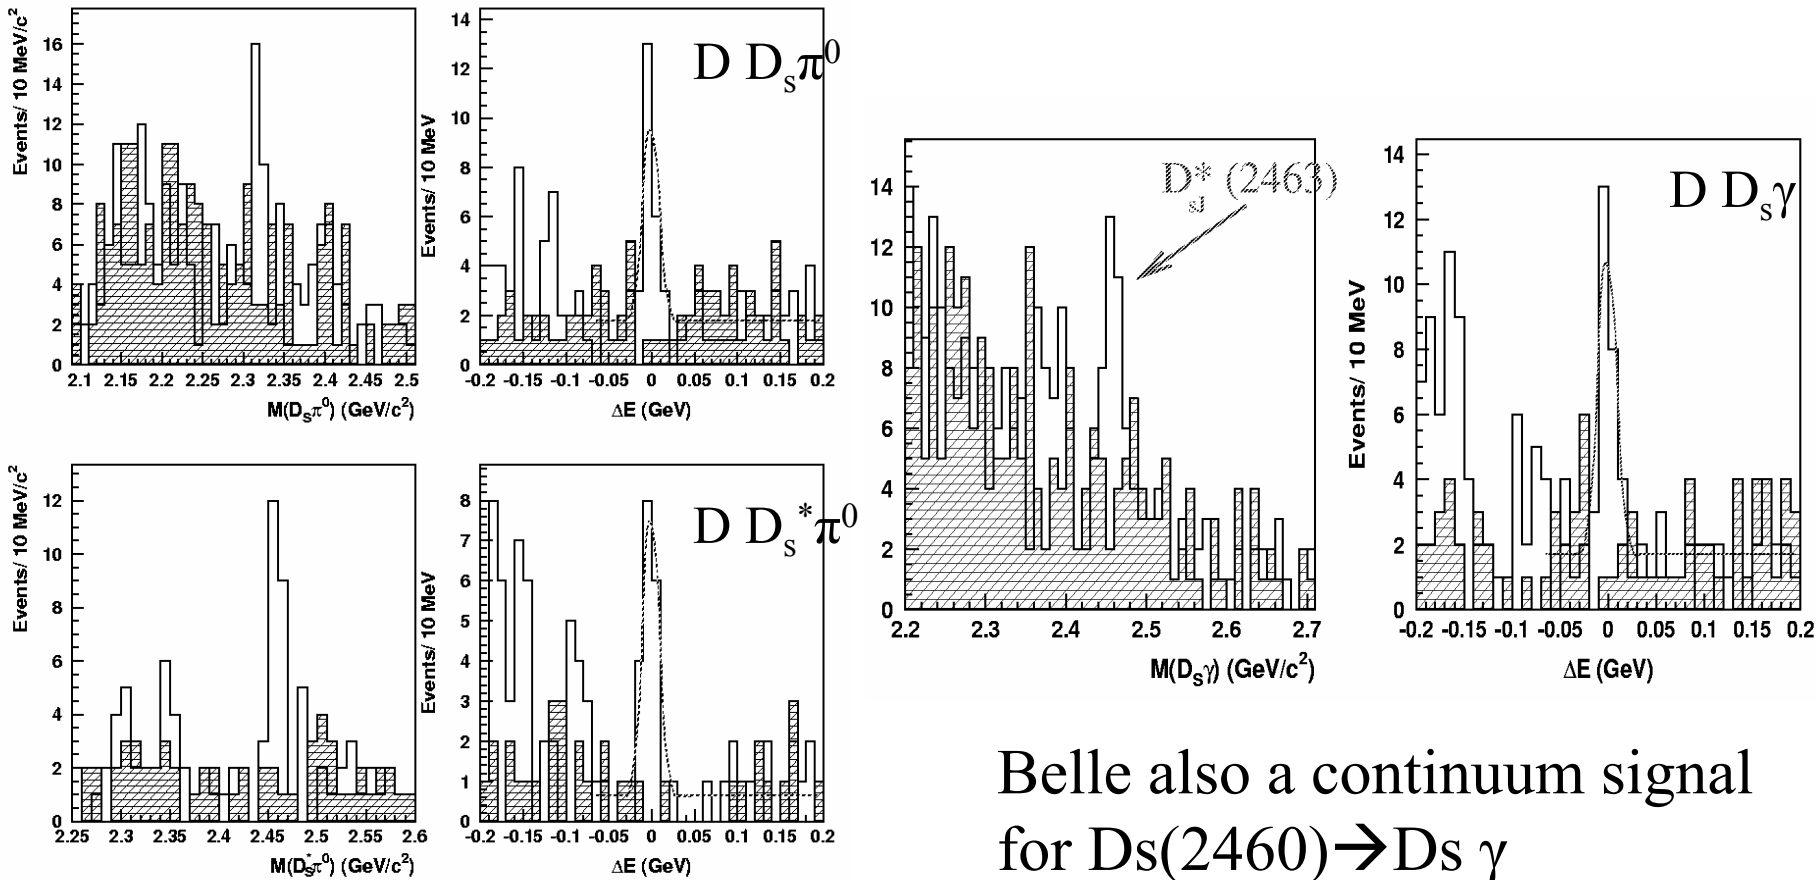 Events/ 10 MeV/c²
16
14
12
10
8
6
4
2
0
2.1 2.15 2.2 2.25 2.3 2.35 2.4 2.45 2.5
M(D_Sπ⁰) (GeV/c²)
Events/ 10 MeV
14
12
10
8
6
4
2
0
-0.2 -0.15 -0.1 -0.05 0 0.05 0.1 0.15 0.2
ΔE (GeV)
D D_sπ⁰
Events/ 10 MeV/c²
12
10
8
6
4
2
0
2.25 2.3 2.35 2.4 2.45 2.5 2.55 2.6
M(D_S*π⁰) (GeV/c²)
Events/ 10 MeV
8
7
6
5
4
3
2
1
0
-0.2 -0.15 -0.1 -0.05 0 0.05 0.1 0.15 0.2
ΔE (GeV)
D D_s*π⁰
14
12
10
8
6
4
2
0
2.2 2.3 2.4 2.5 2.6 2.7
M(D_Sγ) (GeV/c²)
D*_sJ (2463)
Events/ 10 MeV
14
12
10
8
6
4
2
0
-0.2 -0.15 -0.1 -0.05 0 0.05 0.1 0.15 0.2
ΔE (GeV)
D D_sγ
Belle also a continuum signal
for Ds(2460)→Ds γ